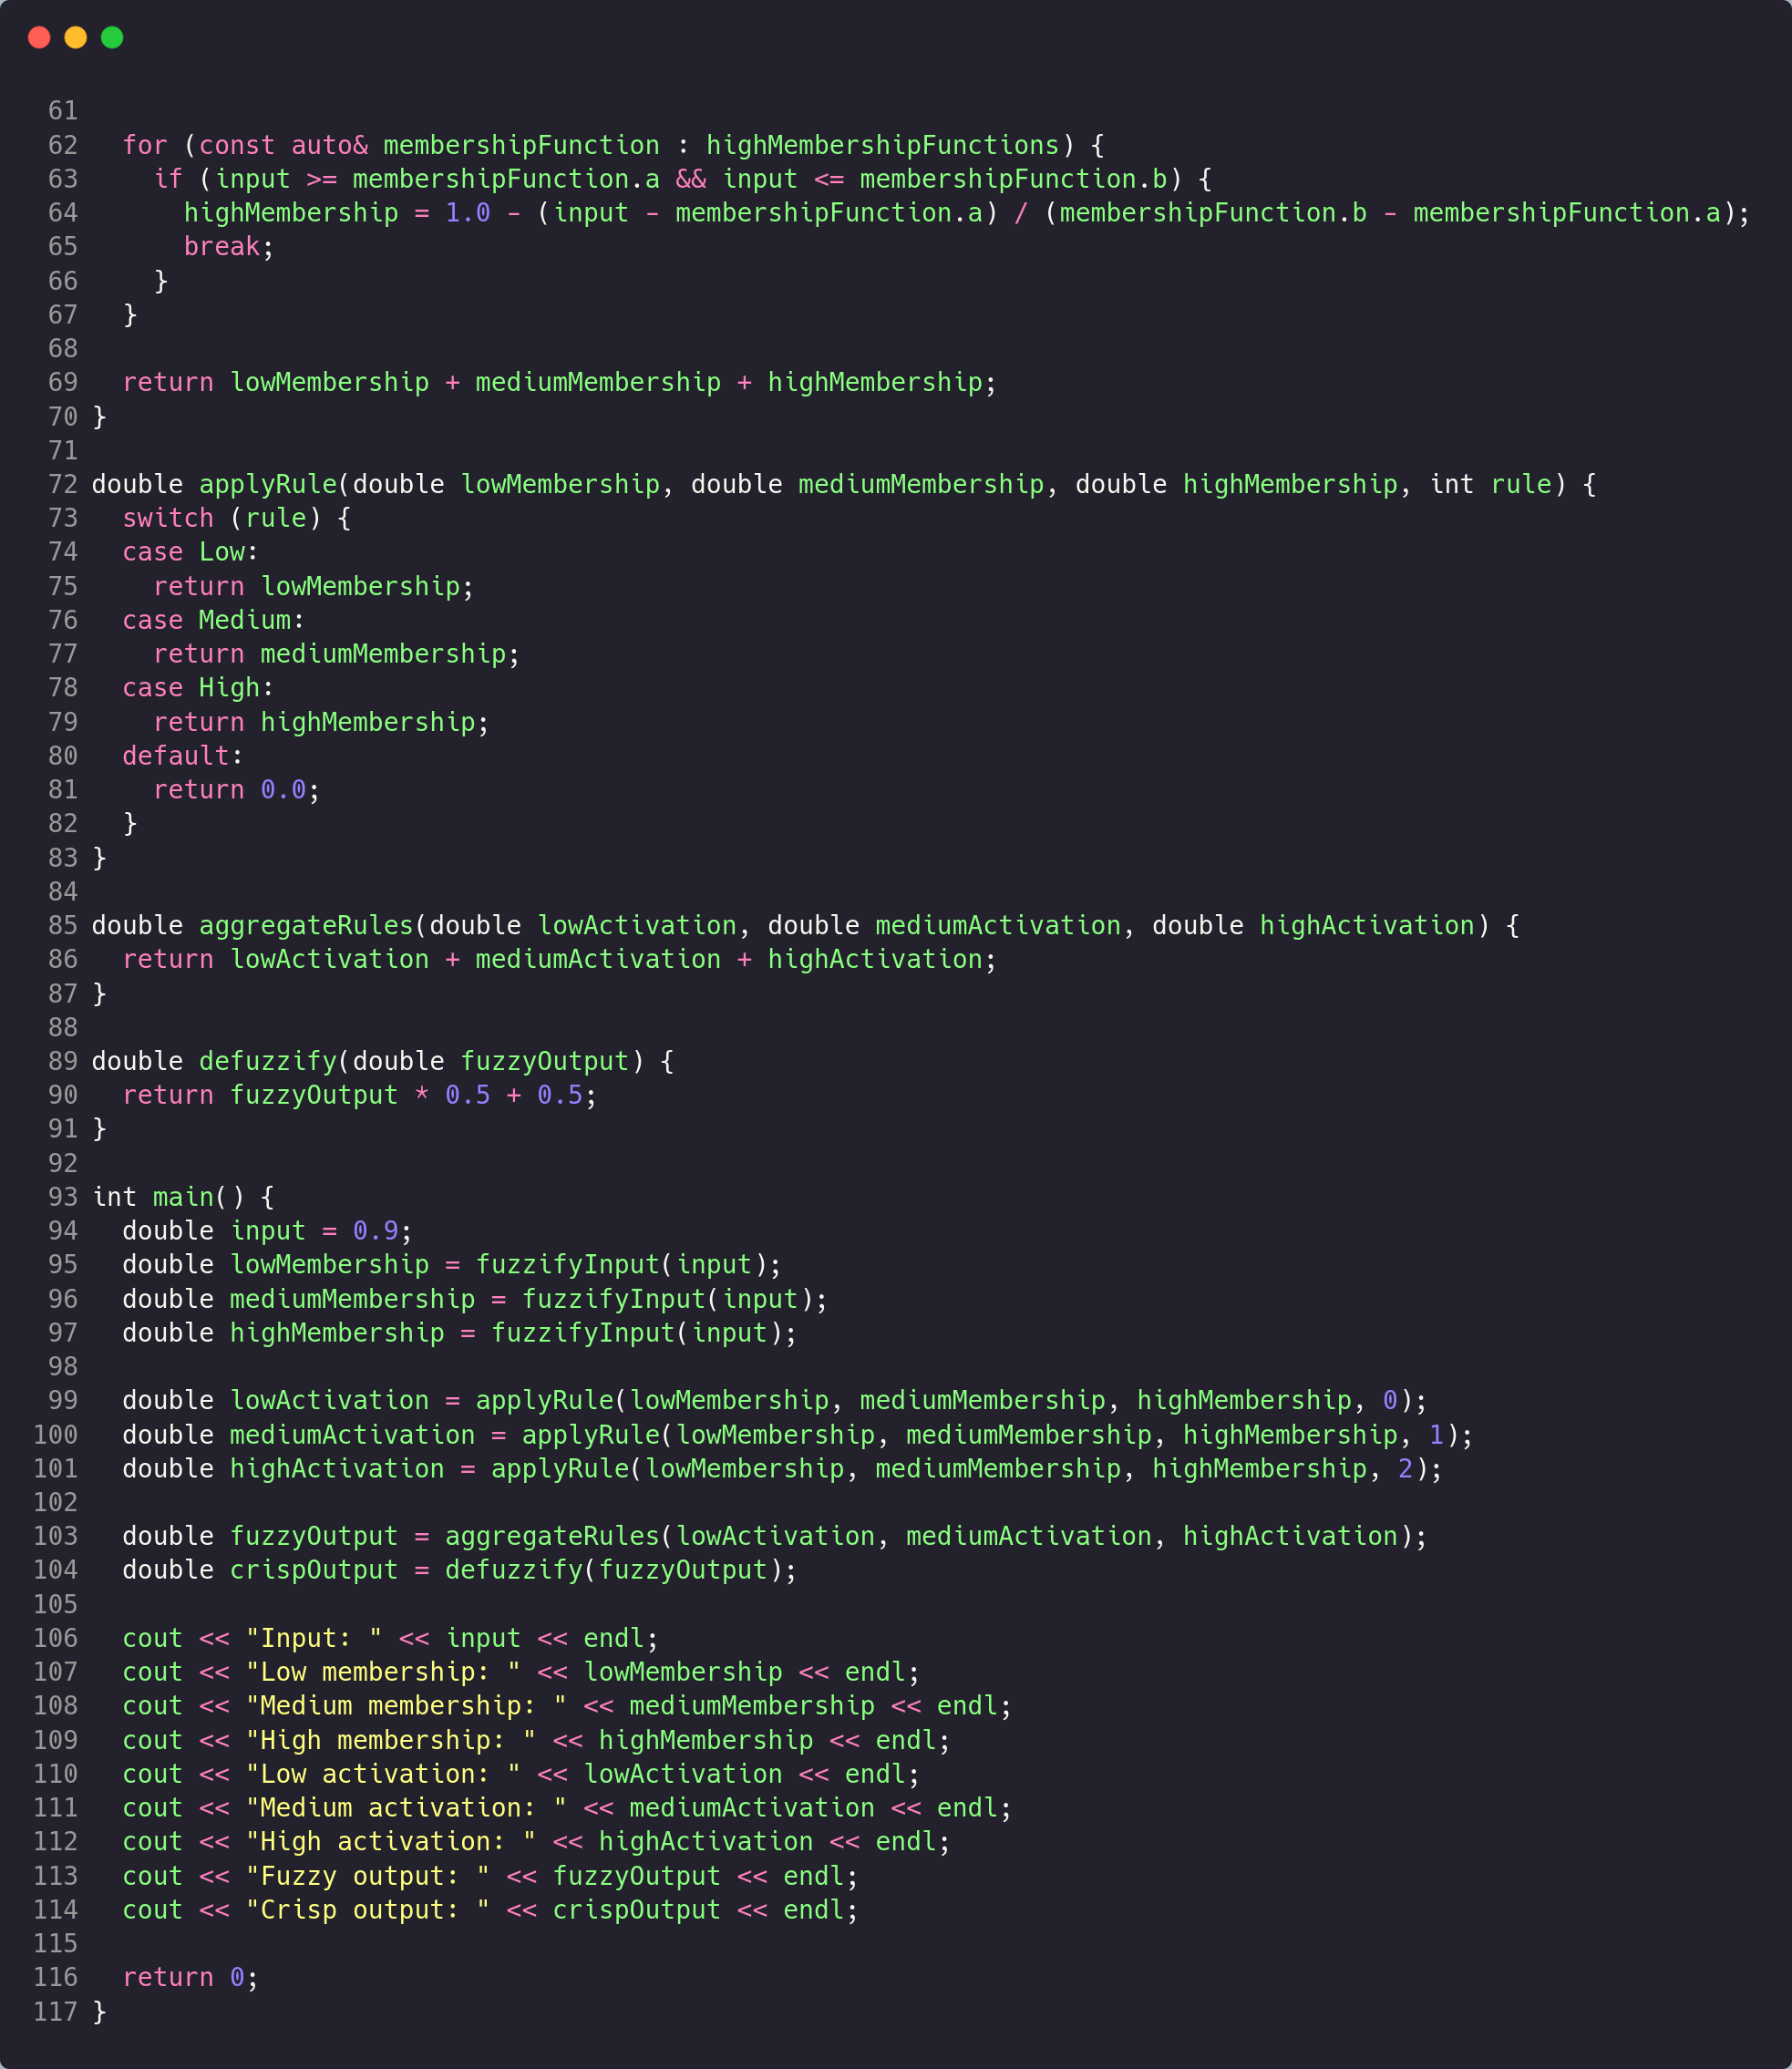 61
62   for (const auto& membershipFunction : highMembershipFunctions) {
63     if (input >= membershipFunction.a && input <= membershipFunction.b) {
64       highMembership = 1.0 - (input - membershipFunction.a) / (membershipFunction.b - membershipFunction.a);
65       break;
66     }
67   }
68
69   return lowMembership + mediumMembership + highMembership;
70 }
71
72 double applyRule(double lowMembership, double mediumMembership, double highMembership, int rule) {
73   switch (rule) {
74   case Low:
75     return lowMembership;
76   case Medium:
77     return mediumMembership;
78   case High:
79     return highMembership;
80   default:
81     return 0.0;
82   }
83 }
84
85 double aggregateRules(double lowActivation, double mediumActivation, double highActivation) {
86   return lowActivation + mediumActivation + highActivation;
87 }
88
89 double defuzzify(double fuzzyOutput) {
90   return fuzzyOutput * 0.5 + 0.5;
91 }
92
93 int main() {
94   double input = 0.9;
95   double lowMembership = fuzzifyInput(input);
96   double mediumMembership = fuzzifyInput(input);
97   double highMembership = fuzzifyInput(input);
98
99   double lowActivation = applyRule(lowMembership, mediumMembership, highMembership, 0);
100   double mediumActivation = applyRule(lowMembership, mediumMembership, highMembership, 1);
101   double highActivation = applyRule(lowMembership, mediumMembership, highMembership, 2);
102
103   double fuzzyOutput = aggregateRules(lowActivation, mediumActivation, highActivation);
104   double crispOutput = defuzzify(fuzzyOutput);
105
106   cout << "Input: " << input << endl;
107   cout << "Low membership: " << lowMembership << endl;
108   cout << "Medium membership: " << mediumMembership << endl;
109   cout << "High membership: " << highMembership << endl;
110   cout << "Low activation: " << lowActivation << endl;
111   cout << "Medium activation: " << mediumActivation << endl;
112   cout << "High activation: " << highActivation << endl;
113   cout << "Fuzzy output: " << fuzzyOutput << endl;
114   cout << "Crisp output: " << crispOutput << endl;
115
116   return 0;
117 }